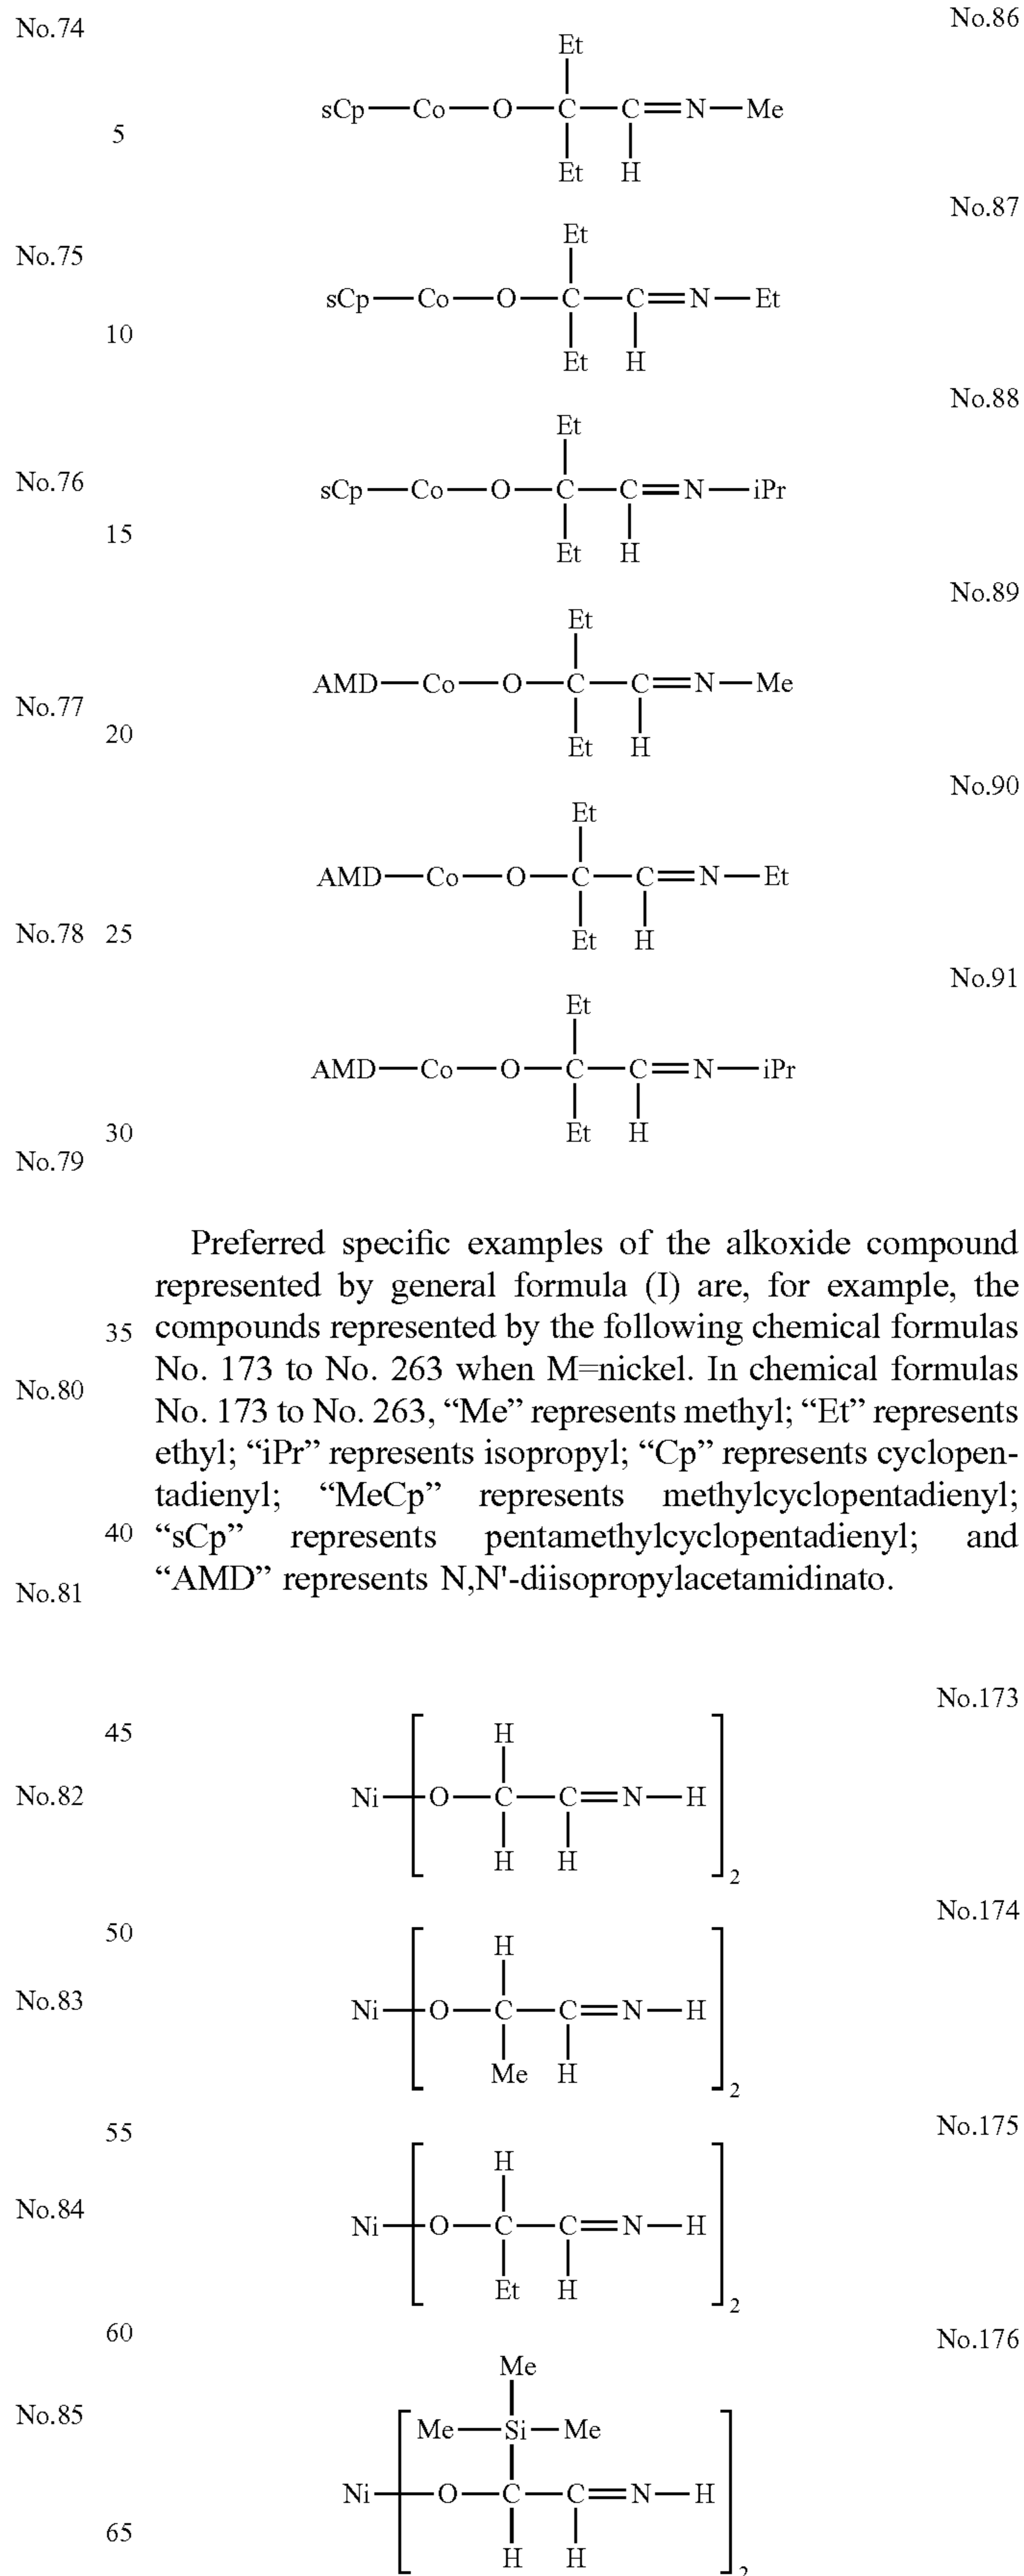 No.74
No.86
Et
sCp—Co—O—C—C=N—Me
5
Et H
No.87
Et
No.75
sCp—Co—O—C—C=N—Et
10
Et H
No.88
Et
No.76
sCp—Co—O—C—C=N—iPr
15
Et H
No.89
Et
AMD—Co—O—C—C=N—Me
No.77
20
Et H
No.90
Et
AMD—Co—O—C—C=N—Et
No.78 25
Et H
No.91
Et
AMD—Co—O—C—C=N—iPr
30
Et H
No.79
Preferred specific examples of the alkoxide compound
represented by general formula (I) are, for example, the
35 compounds represented by the following chemical formulas
No. 173 to No. 263 when M=nickel. In chemical formulas
No.80
No. 173 to No. 263, “Me” represents methyl; “Et” represents
ethyl; “iPr” represents isopropyl; “Cp” represents cyclopen-
tadienyl; “MeCp” represents methylcyclopentadienyl;
40 “sCp” represents pentamethylcyclopentadienyl; and
“AMD” represents N,N'-diisopropylacetamidinato.
No.81
No.173
45
H
No.82
Ni[O—C—C=N—H]2
H H
No.174
50
H
No.83
Ni[O—C—C=N—H]2
Me H
No.175
55
H
No.84
Ni[O—C—C=N—H]2
Et H
60
No.176
Me
No.85
Me—Si—Me
Ni[O—C—C=N—H]2
65
H H